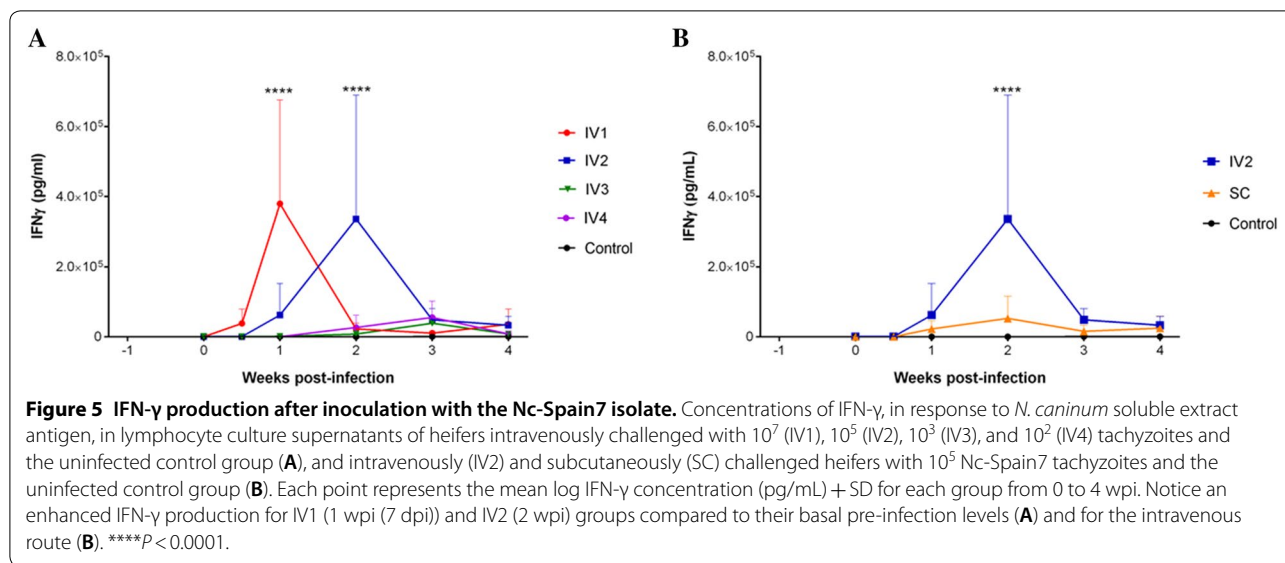 A
8.0×10⁵
6.0×10⁵
4.0×10⁵
2.0×10⁵
0
IFNγ (pg/ml)
****
****
-1 0 1 2 3 4
Weeks post-infection
IV1
IV2
IV3
IV4
Control
B
8.0×10⁵
6.0×10⁵
4.0×10⁵
2.0×10⁵
0
IFNγ (pg/mL)
****
-1 0 1 2 3 4
Weeks post-infection
IV2
SC
Control
Figure 5 IFN-γ production after inoculation with the Nc-Spain7 isolate. Concentrations of IFN-γ, in response to N. caninum soluble extract
antigen, in lymphocyte culture supernatants of heifers intravenously challenged with 10⁷ (IV1), 10⁵ (IV2), 10³ (IV3), and 10² (IV4) tachyzoites and
the uninfected control group (A), and intravenously (IV2) and subcutaneously (SC) challenged heifers with 10⁵ Nc-Spain7 tachyzoites and the
uninfected control group (B). Each point represents the mean log IFN-γ concentration (pg/mL) + SD for each group from 0 to 4 wpi. Notice an
enhanced IFN-γ production for IV1 (1 wpi (7 dpi)) and IV2 (2 wpi) groups compared to their basal pre-infection levels (A) and for the intravenous
route (B). ****P < 0.0001.